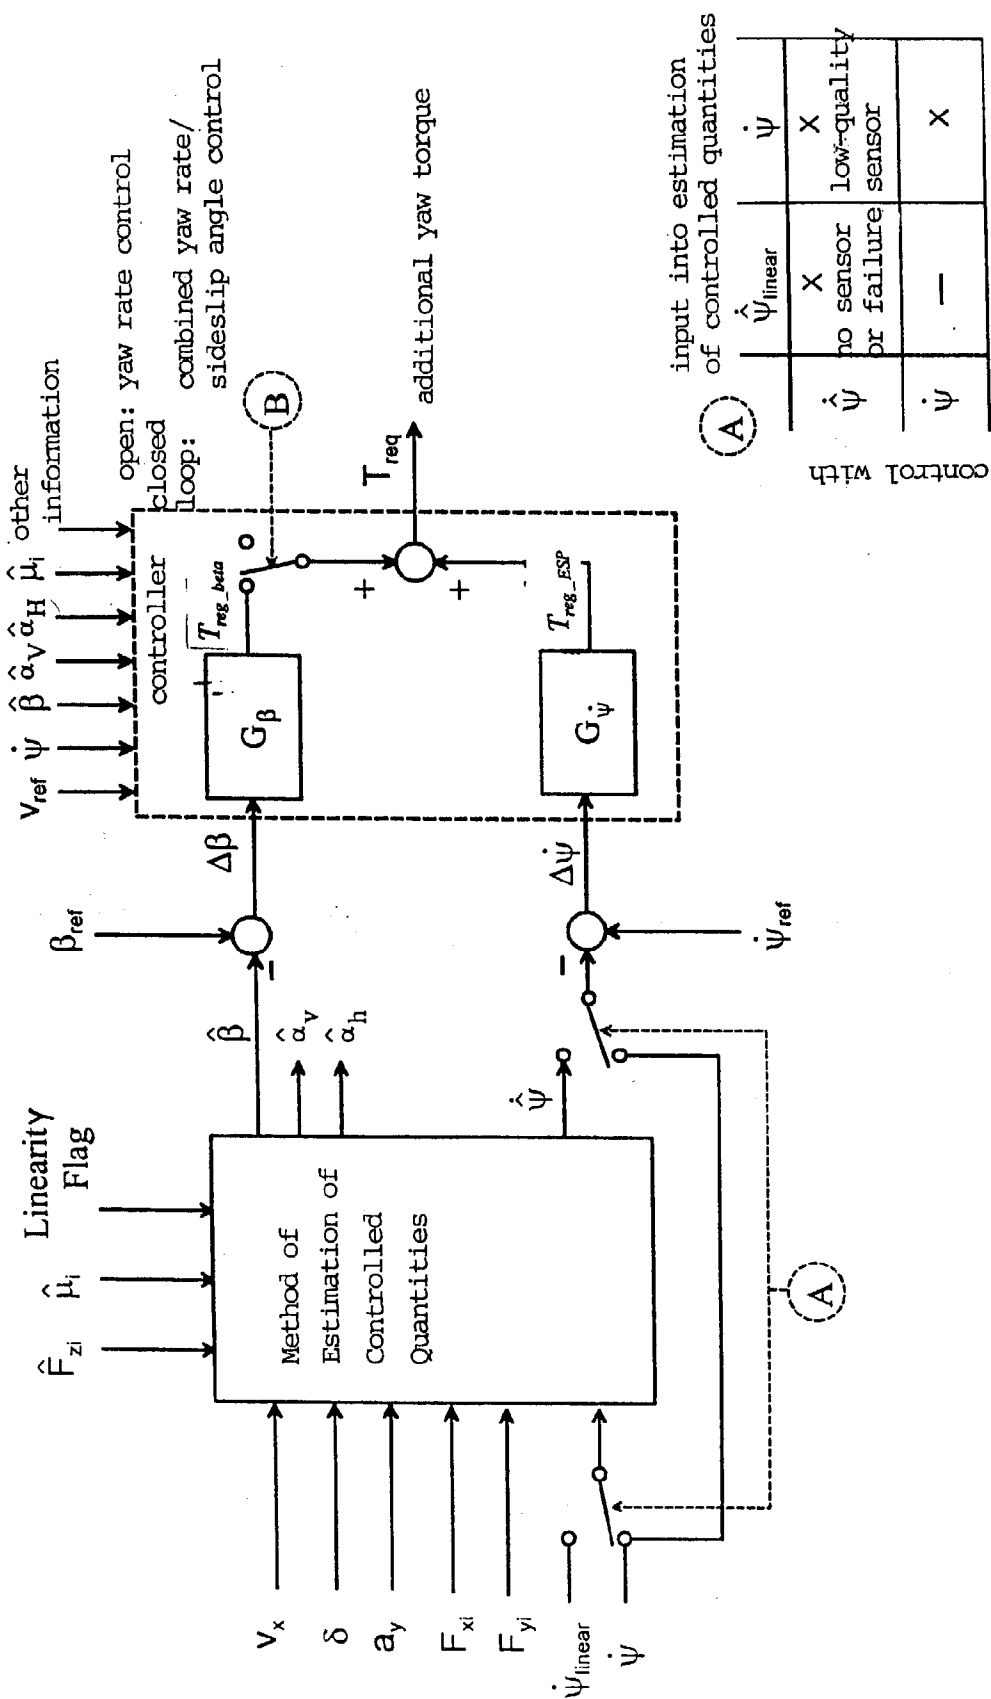 Linearity
Flag
μ̂i
F̂zi
vx
δ
ay
Fxi
Fyi
ψ̇linear
ψ̇
Method of
Estimation of
Controlled
Quantities
β̂
α̂v
α̂h
ψ̂̇
A
βref
−
Δβ
−
Δψ̇
ψ̇ref
vref
ψ̇
β̂
α̂V
α̂H
μ̂i
other
information
controller
Gβ
Treg_beta
Gψ̇
Treg_ESP
+
+
Treq
additional yaw torque
B
open: yaw rate control
closed
loop: combined yaw rate/
sideslip angle control
A
input into estimation
of controlled quantities
ψ̂̇linear
ψ̇
control with
ψ̂̇
X
no sensor
or failure
X
low-quality
sensor
ψ̇
−
X